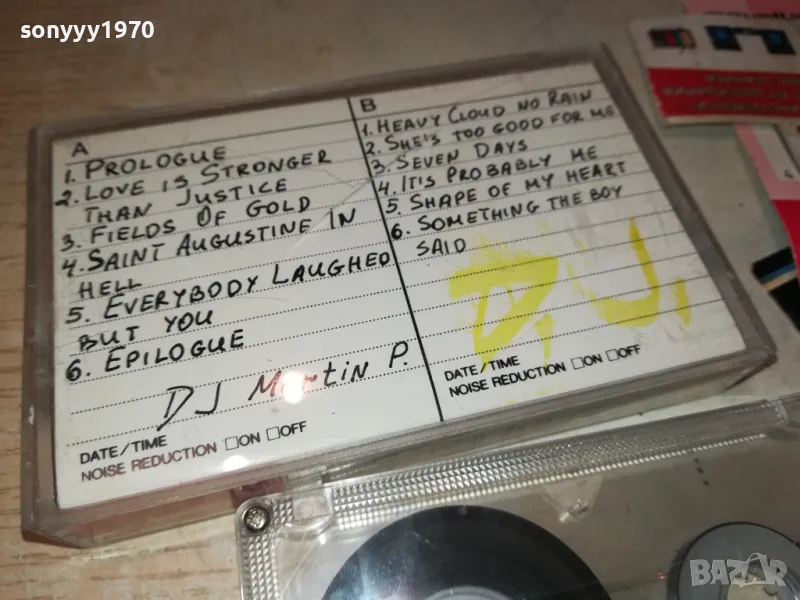 sonyyy1970
A
1. PROLOGUE
2. LOVE IS STRONGER
THAN JUSTICE
3. FIELDS OF GOLD
4. SAINT AUGUSTINE IN
HELL
5. EVERYBODY LAUGHED
BUT YOU
6. EPILOGUE
DJ Martin P.
DATE/TIME
NOISE REDUCTION □ON □OFF
B
1. HEAVY CLOUD NO RAIN
2. SHE'S TOO GOOD FOR ME
3. SEVEN DAYS
4. IT'S PROBABLY ME
5. SHAPE OF MY HEART
6. SOMETHING THE BOY
SAID
D.J.
DATE/TIME
NOISE REDUCTION □ON □OFF
BAZAR